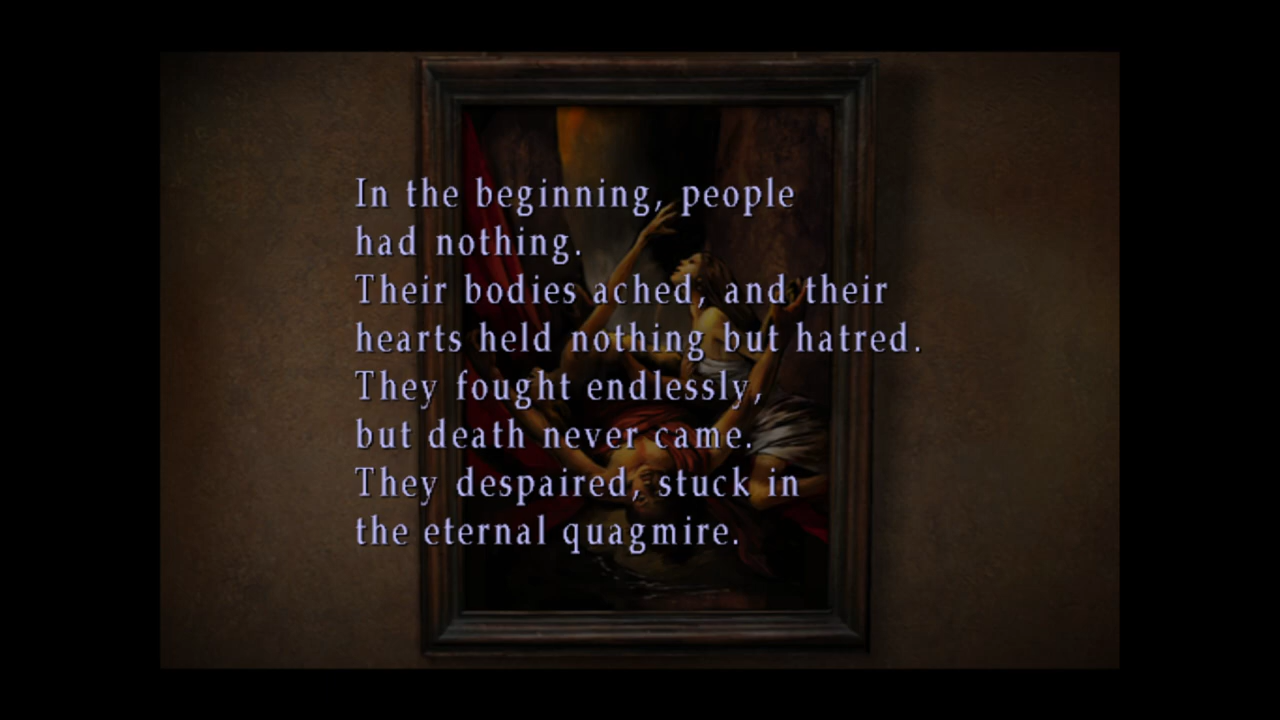 In the beginning, people
had nothing.
Their bodies ached, and their
hearts held nothing but hatred.
They fought endlessly,
but death never came.
They despaired, stuck in
the eternal quagmire.